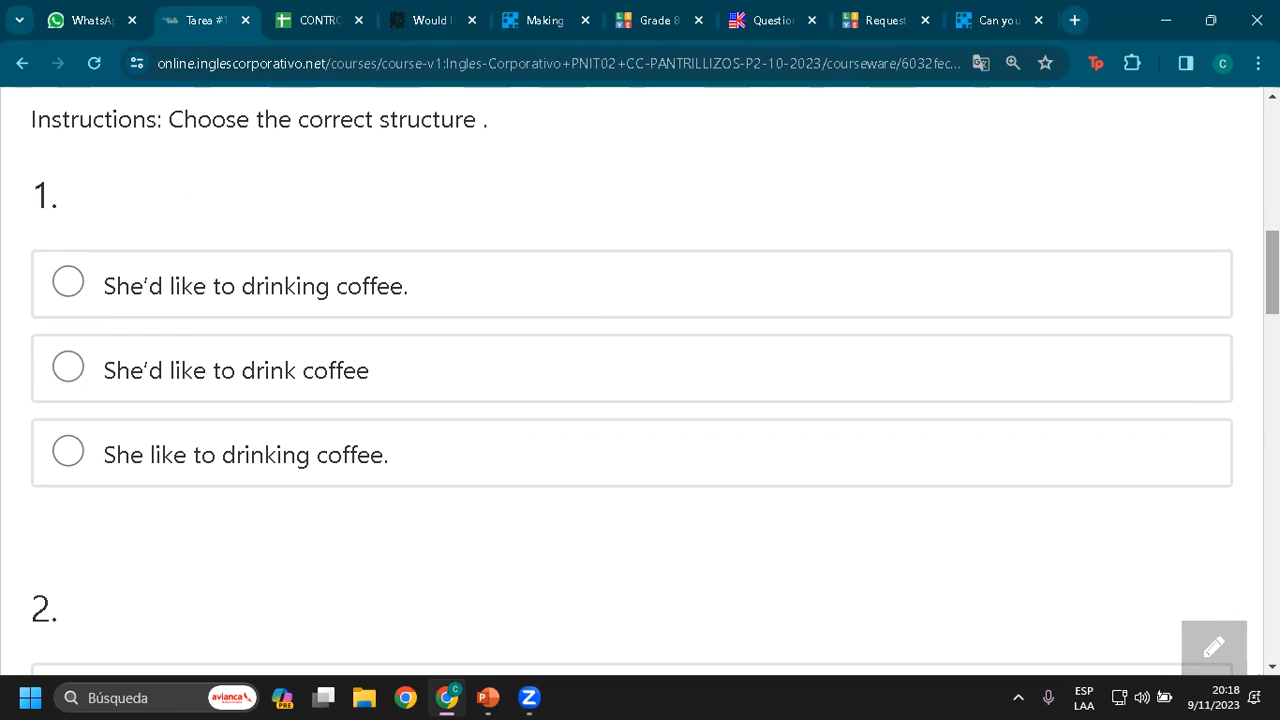 WhatsAp
Tarea #1
CONTRO
Would l
Making
Grade 8
Question
Request
Can you
online.inglescorporativo.net/courses/course-v1:Ingles-Corporativo+PNIT02+CC-PANTRILLIZOS-P2-10-2023/courseware/6032fec...
Tp
C
Instructions: Choose the correct structure .
1.
She’d like to drinking coffee.
She’d like to drink coffee
She like to drinking coffee.
2.
Búsqueda
avianca
PRE
C
P
Z
ESP
LAA
20:18
9/11/2023